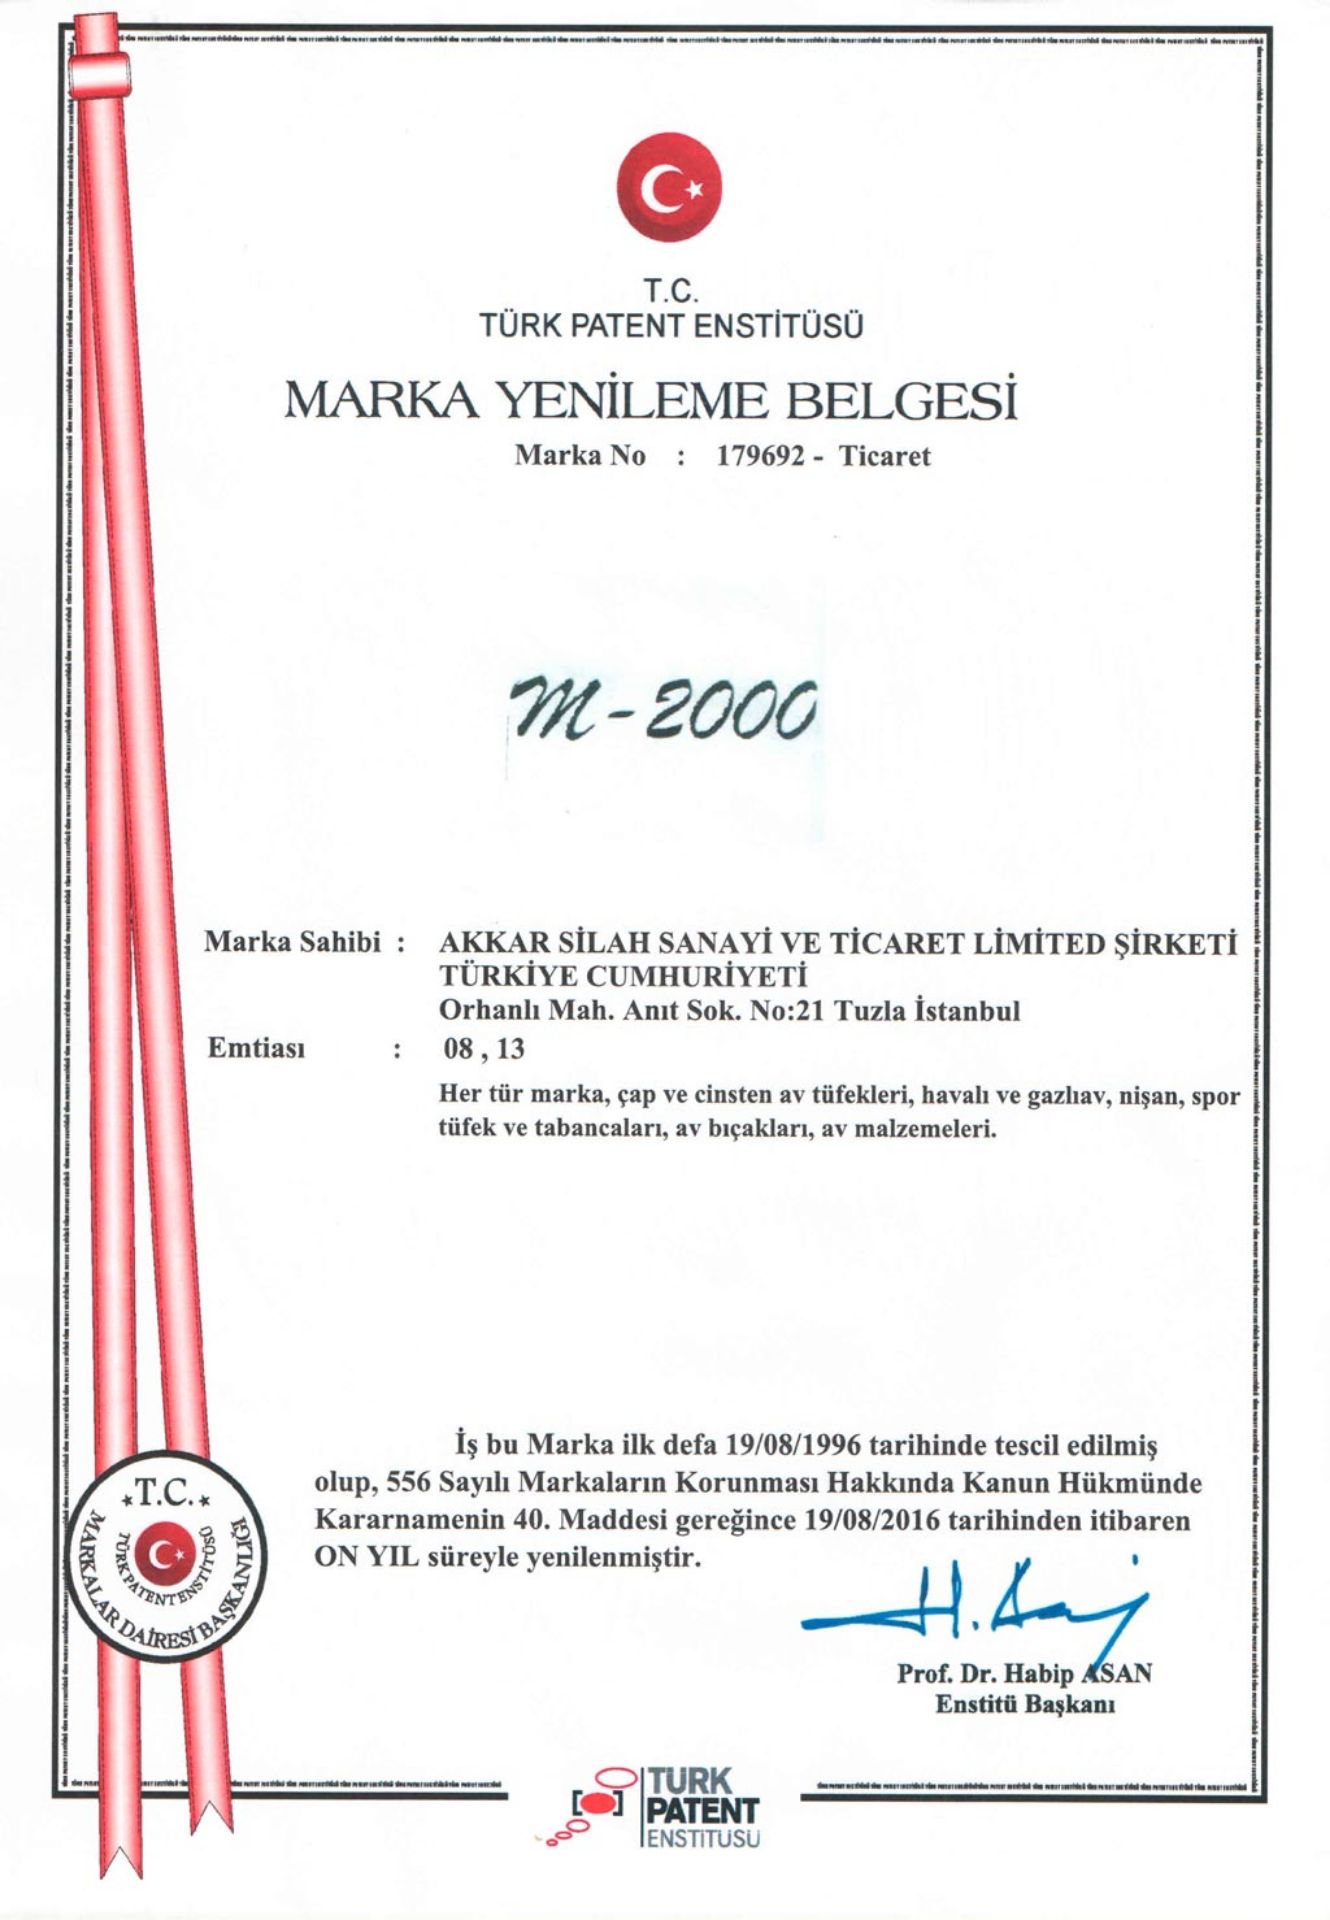 T.C.
TÜRK PATENT ENSTİTÜSÜ
MARKA YENİLEME BELGESİ
Marka No : 179692 - Ticaret
M-2000
Marka Sahibi : AKKAR SİLAH SANAYİ VE TİCARET LİMİTED ŞİRKETİ
TÜRKİYE CUMHURİYETİ
Orhanlı Mah. Anıt Sok. No:21 Tuzla İstanbul
Emtiası : 08 , 13
Her tür marka, çap ve cinsten av tüfekleri, havalı ve gazlıav, nişan, spor
tüfek ve tabancaları, av bıçakları, av malzemeleri.
İş bu Marka ilk defa 19/08/1996 tarihinde tescil edilmiş
olup, 556 Sayılı Markaların Korunması Hakkında Kanun Hükmünde
Kararnamenin 40. Maddesi gereğince 19/08/2016 tarihinden itibaren
ON YIL süreyle yenilenmiştir.
T.C.
TÜRK PATENT ENSTİTÜSÜ
MARKALAR DAİRESİ BAŞKANLIĞI
H. Asan
Prof. Dr. Habip ASAN
Enstitü Başkanı
TÜRK
PATENT
ENSTİTÜSÜ